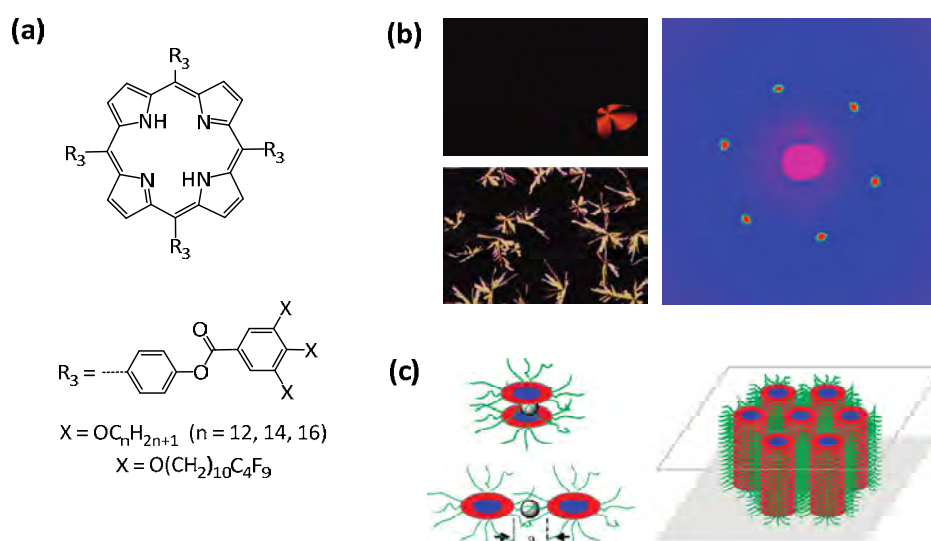 (a)
R₃
NH
N
R₃
R₃
N
HN
R₃
O
X
X
X
O
R₃ =
X = OCₙH₂ₙ₊₁ (n = 12, 14, 16)
X = O(CH₂)₁₀C₄F₉
(b)
(c)